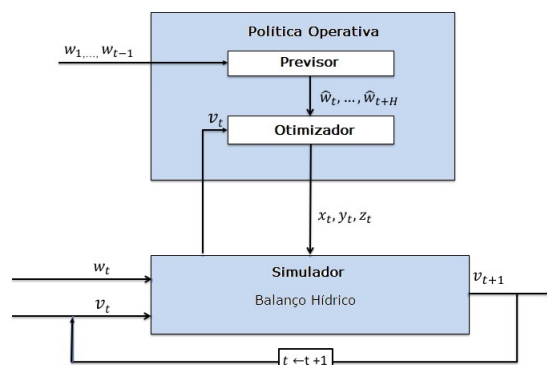 Política Operativa
w1,..., wt−1
Previsor
ŵt, ..., ŵt+H
vt
Otimizador
xt, yt, zt
wt
Simulador
vt+1
vt
Balanço Hídrico
t ←t+1